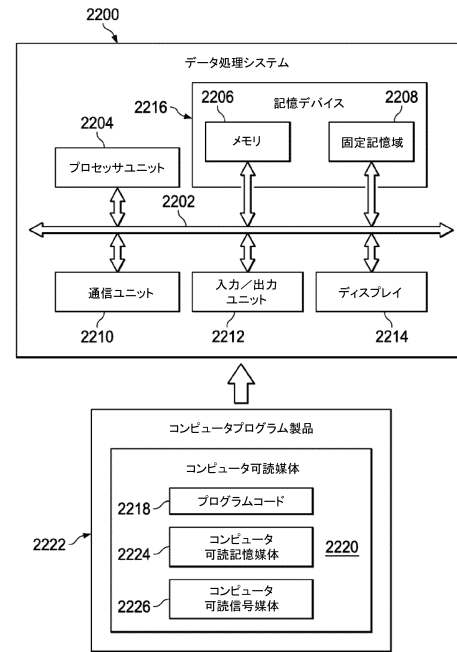 2200
データ処理システム
2216
記憶デバイス
2206
2208
メモリ
固定記憶域
2204
プロセッサユニット
2202
通信ユニット
入力／出力
ユニット
ディスプレイ
2210
2212
2214
コンピュータプログラム製品
コンピュータ可読媒体
2218
プログラムコード
2222
2224
コンピュータ
可読記憶媒体
2220
2226
コンピュータ
可読信号媒体